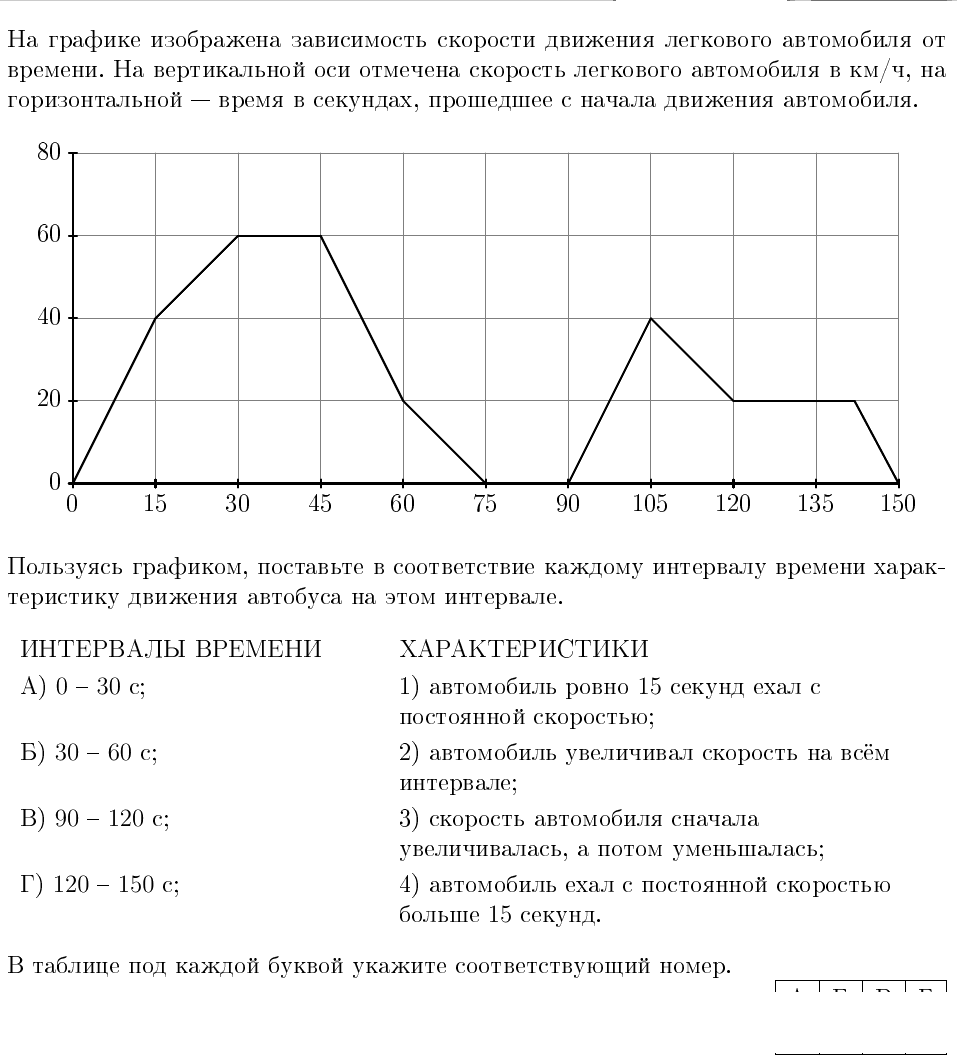 На графике изображена зависимость скорости движения легкового автомобиля от
времени. На вертикальной оси отмечена скорость легкового автомобиля в км/ч, на
горизонтальной — время в секундах, прошедшее с начала движения автомобиля.
80
60
40
20
0
0 15 30 45 60 75 90 105 120 135 150
Пользуясь графиком, поставьте в соответствие каждому интервалу времени харак-
теристику движения автобуса на этом интервале.
ИНТЕРВАЛЫ ВРЕМЕНИ ХАРАКТЕРИСТИКИ
А) 0 – 30 с; 1) автомобиль ровно 15 секунд ехал с
постоянной скоростью;
Б) 30 – 60 с; 2) автомобиль увеличивал скорость на всём
интервале;
В) 90 – 120 с; 3) скорость автомобиля сначала
увеличивалась, а потом уменьшалась;
Г) 120 – 150 с; 4) автомобиль ехал с постоянной скоростью
больше 15 секунд.
В таблице под каждой буквой укажите соответствующий номер.